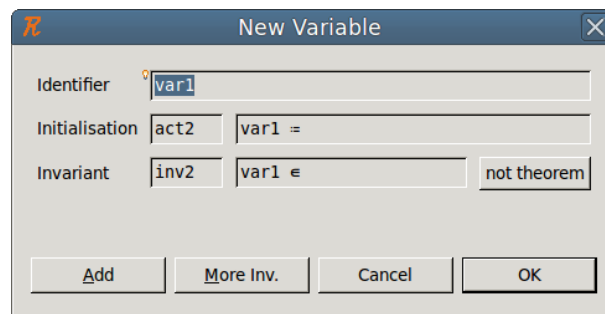 New Variable
Identifier var1
Initialisation act2 var1 ≔
Invariant inv2 var1 ∈ not theorem
Add More Inv. Cancel OK